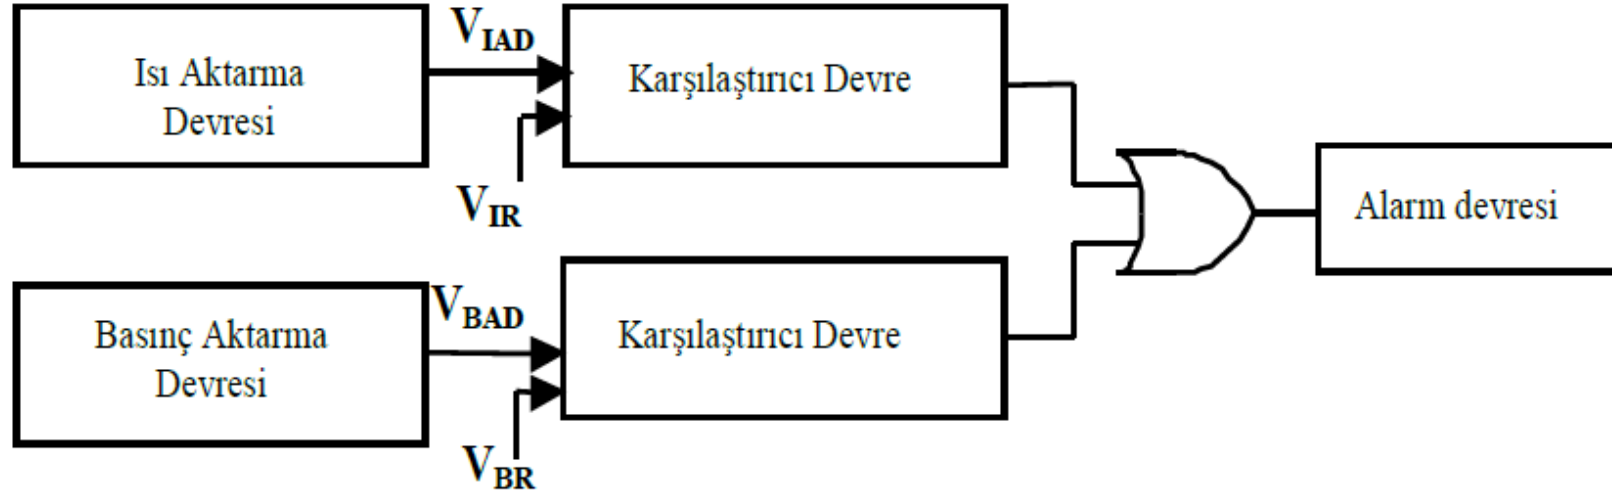 Isı Aktarma
Devresi
V_IAD
V_IR
Karşılaştırıcı Devre
Basınç Aktarma
Devresi
V_BAD
V_BR
Karşılaştırıcı Devre
Alarm devresi